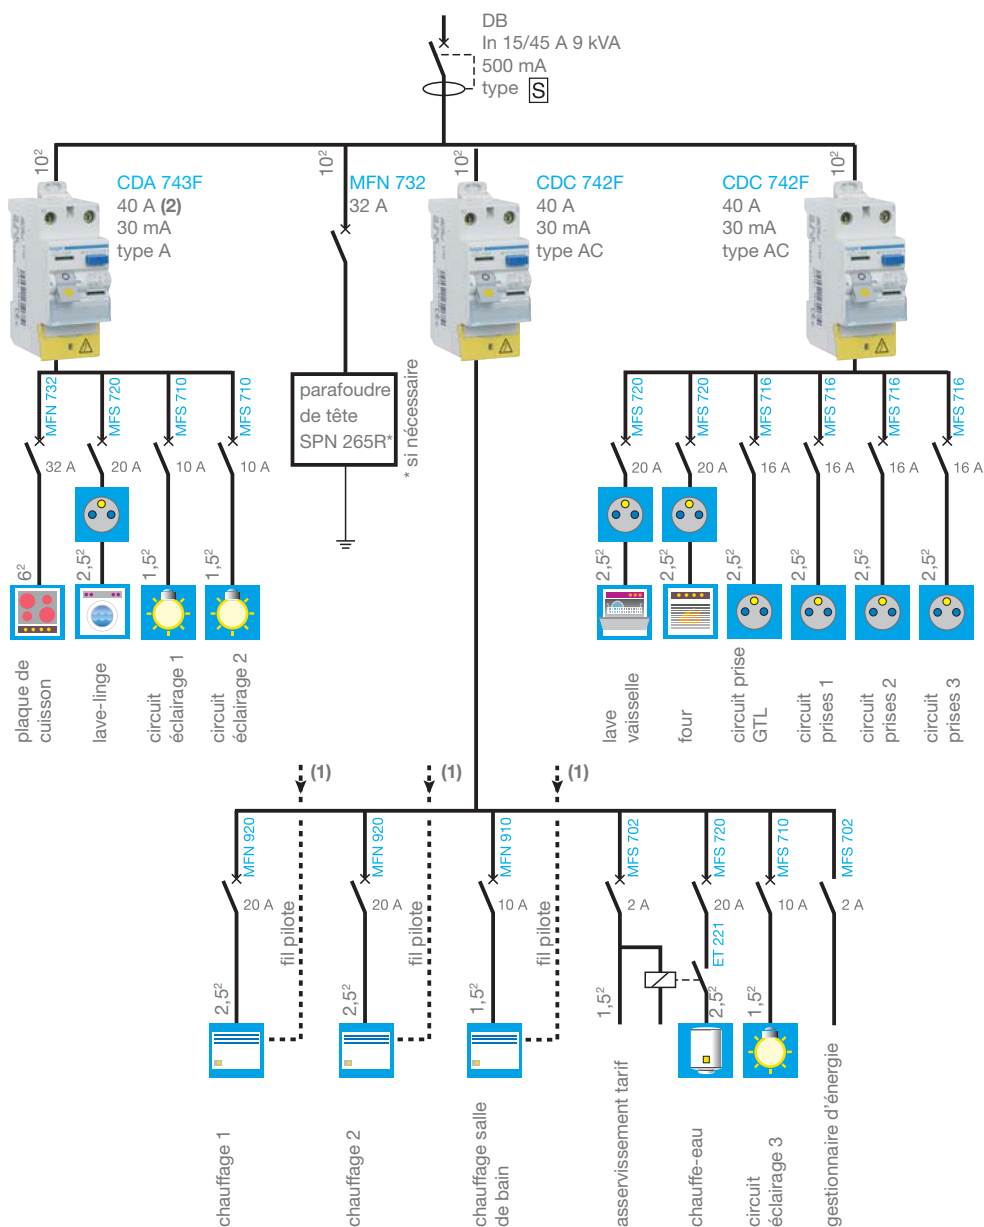 DB
In 15/45 A 9 kVA
500 mA
type S
10²
CDA 743F
40 A (2)
30 mA
type A
10²
MFN 732
32 A
10²
CDC 742F
40 A
30 mA
type AC
10²
CDC 742F
40 A
30 mA
type AC
parafoudre
de tête
SPN 265R*
* si nécessaire
MFN 732
MFS 720
MFS 710
MFS 710
32 A
20 A
10 A
10 A
6²
2,5²
1,5²
1,5²
plaque de
cuisson
lave-linge
circuit
éclairage 1
circuit
éclairage 2
MFS 720
MFS 720
MFS 716
MFS 716
MFS 716
MFS 716
20 A
20 A
16 A
16 A
16 A
16 A
2,5²
2,5²
2,5²
2,5²
2,5²
2,5²
lave
vaisselle
four
circuit prise
GTL
circuit
prises 1
circuit
prises 2
circuit
prises 3
(1)
(1)
(1)
MFN 920
MFN 920
MFN 910
MFS 702
MFS 720
MFS 710
MFS 702
20 A
20 A
10 A
2 A
20 A
10 A
2 A
fil pilote
fil pilote
fil pilote
ET 221
2,5²
2,5²
1,5²
1,5²
2,5²
1,5²
chauffage 1
chauffage 2
chauffage salle
de bain
asservissement tarif
chauffe-eau
circuit
éclairage 3
gestionnaire d'énergie